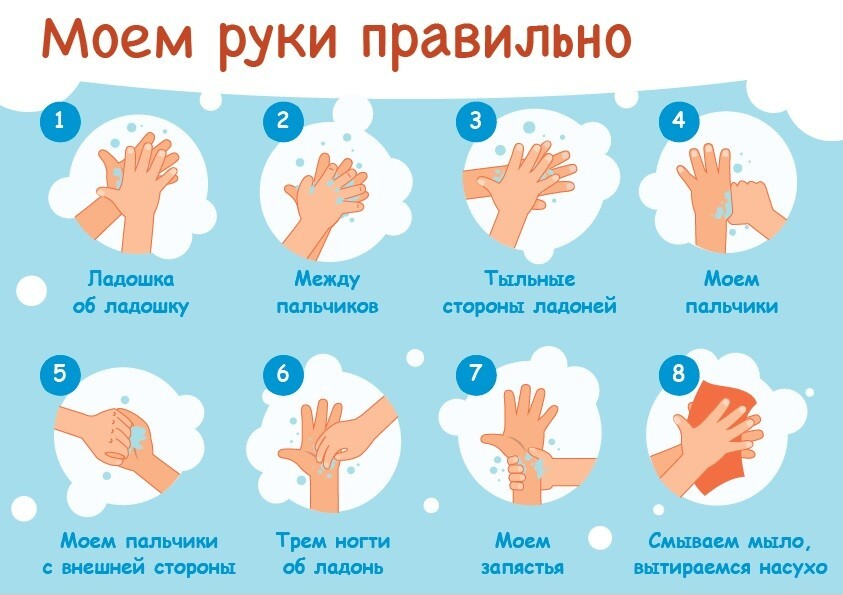 Моем руки правильно
1
Ладошка
об ладошку
2
Между
пальчиков
3
Тыльные
стороны ладоней
4
Моем
пальчики
5
Моем пальчики
с внешней стороны
6
Трем ногти
об ладонь
7
Моем
запястья
8
Смываем мыло,
вытираемся насухо